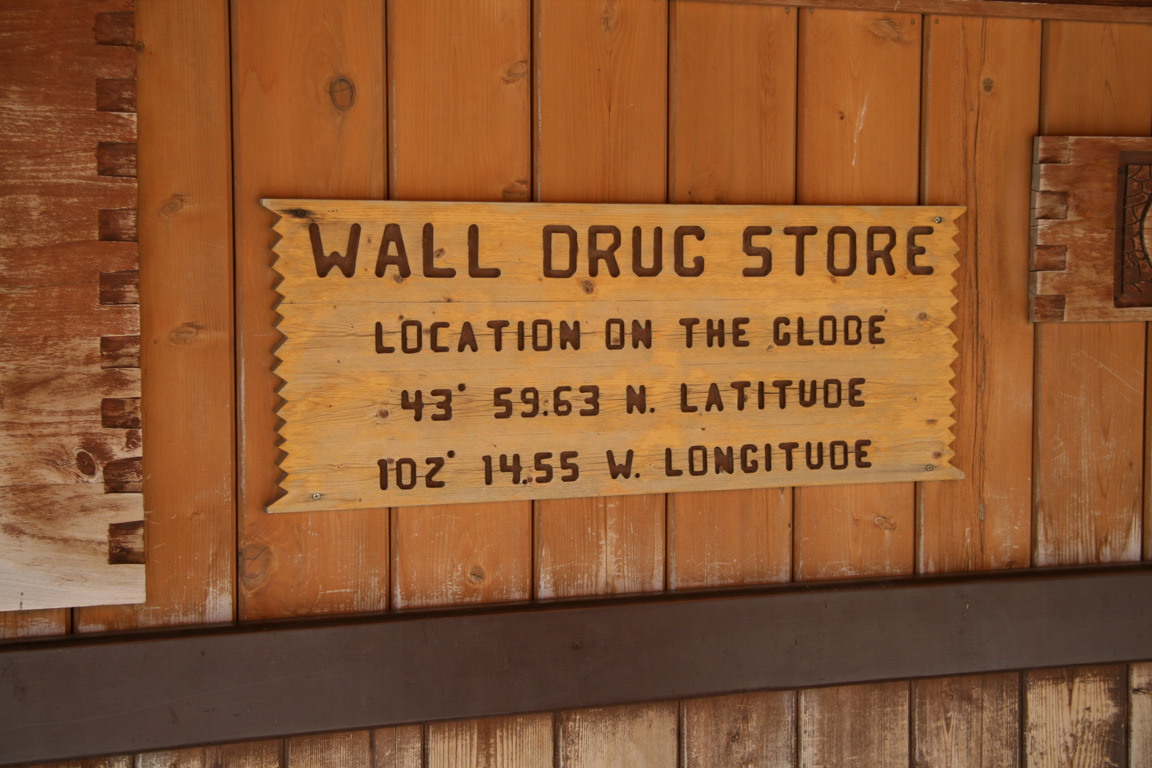 WALL DRUG STORE
LOCATION ON THE GLOBE
43° 59.63 N. LATITUDE
102° 14.55 W. LONGITUDE